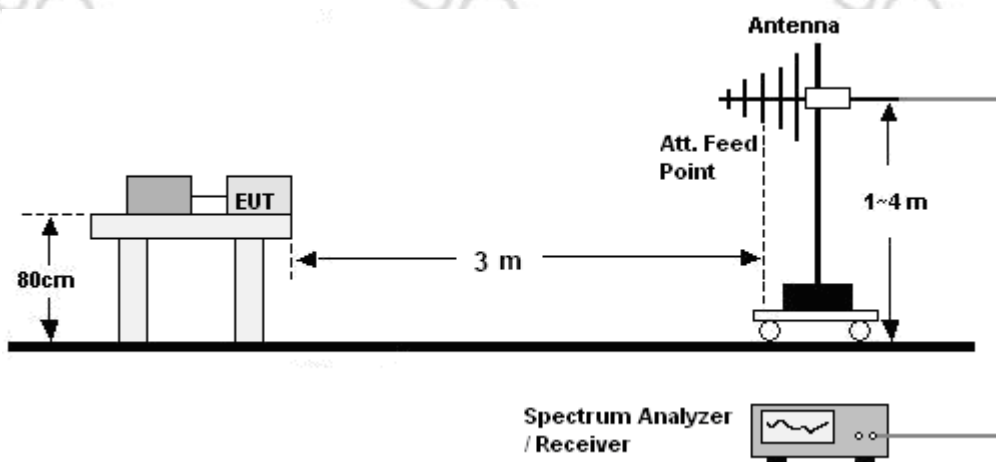 Antenna
Att. Feed
Point
EUT
1~4 m
3 m
80cm
Spectrum Analyzer
/ Receiver